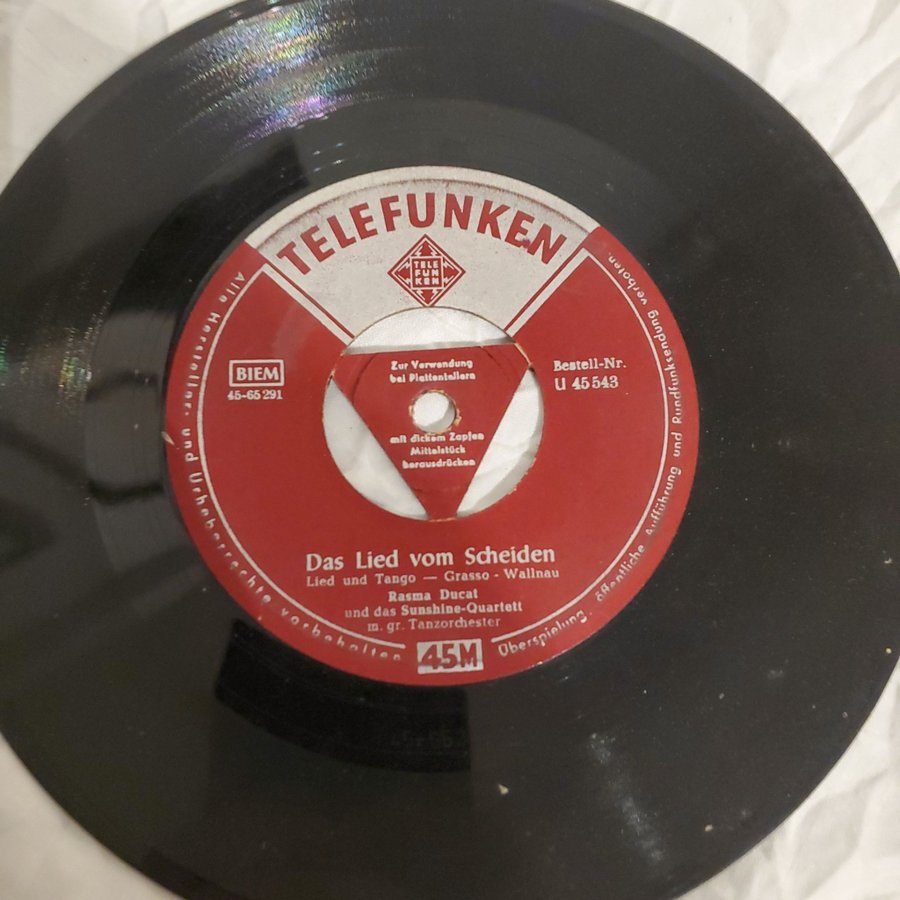 TELEFUNKEN
TELE
FUN
KEN
BIEM
45-65 291
Zur Verwendung
bei Plattentellern
mit dickem Zapfen
Mittelstück
herausdrücken
Bestell-Nr.
U 45 543
Das Lied vom Scheiden
Lied und Tango — Grasso - Wallnau
Rasma Ducat
und das Sunshine-Quartett
m. gr. Tanzorchester
45M
Alle Hersteller- und Urheberrechte vorbehalten
Überspielung, öffentliche Aufführung und Rundfunksendung verboten.